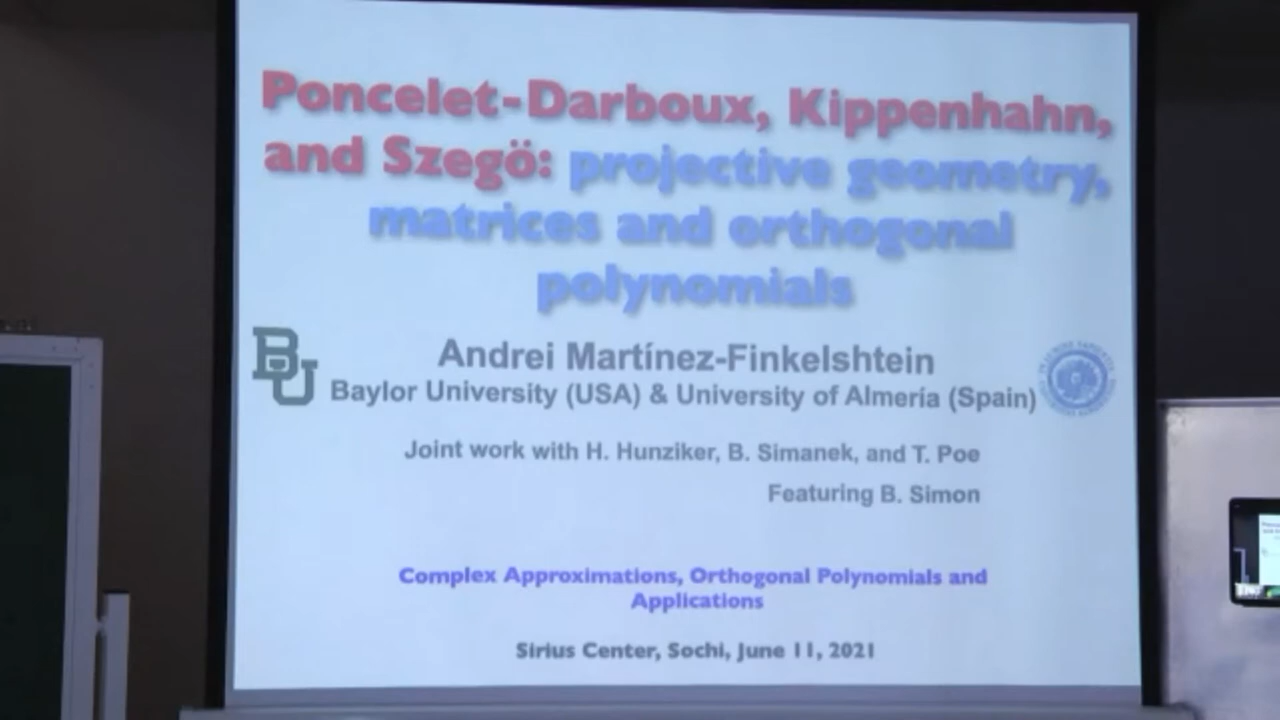 Poncelet-Darboux, Kippenhahn,
and Szegö: projective geometry,
matrices and orthogonal
polynomials
BU
Andrei Martínez-Finkelshtein
Baylor University (USA) & University of Almería (Spain)
Joint work with H. Hunziker, B. Simanek, and T. Poe
Featuring B. Simon
Complex Approximations, Orthogonal Polynomials and
Applications
Sirius Center, Sochi, June 11, 2021